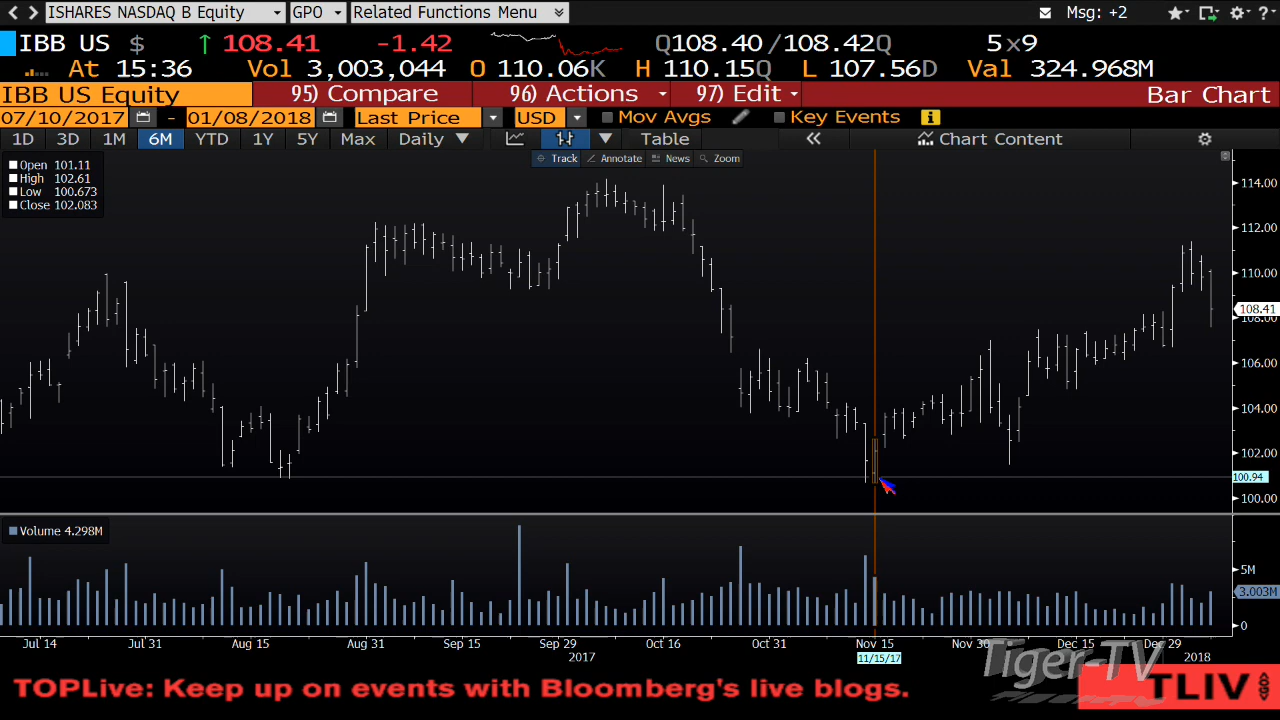 ISHARES NASDAQ B Equity GPO Related Functions Menu Msg: +2
IBB US $ ↑ 108.41 -1.42 Q108.40 / 108.42Q 5x9
At 15:36 Vol 3,003,044 O 110.06K H 110.15Q L 107.56D Val 324.968M
IBB US Equity 95) Compare 96) Actions 97) Edit Bar Chart
07/10/2017 - 01/08/2018 Last Price USD Mov Avgs Key Events
1D 3D 1M 6M YTD 1Y 5Y Max Daily ▼ Table « Chart Content
Track Annotate News Zoom
Open 101.11
High 102.61
Low 100.673
Close 102.083
114.00
112.00
110.00
108.41
108.00
106.00
104.00
102.00
100.94
100.00
Volume 4.298M
5M
3.003M
0
Jul 14 Jul 31 Aug 15 Aug 31 Sep 15 Sep 29 Oct 16 Oct 31 Nov 15 Nov 30 Dec 15 Dec 29
2017 11/15/17 2018
Tiger-TV
TOPLive: Keep up on events with Bloomberg's live blogs. TLIV